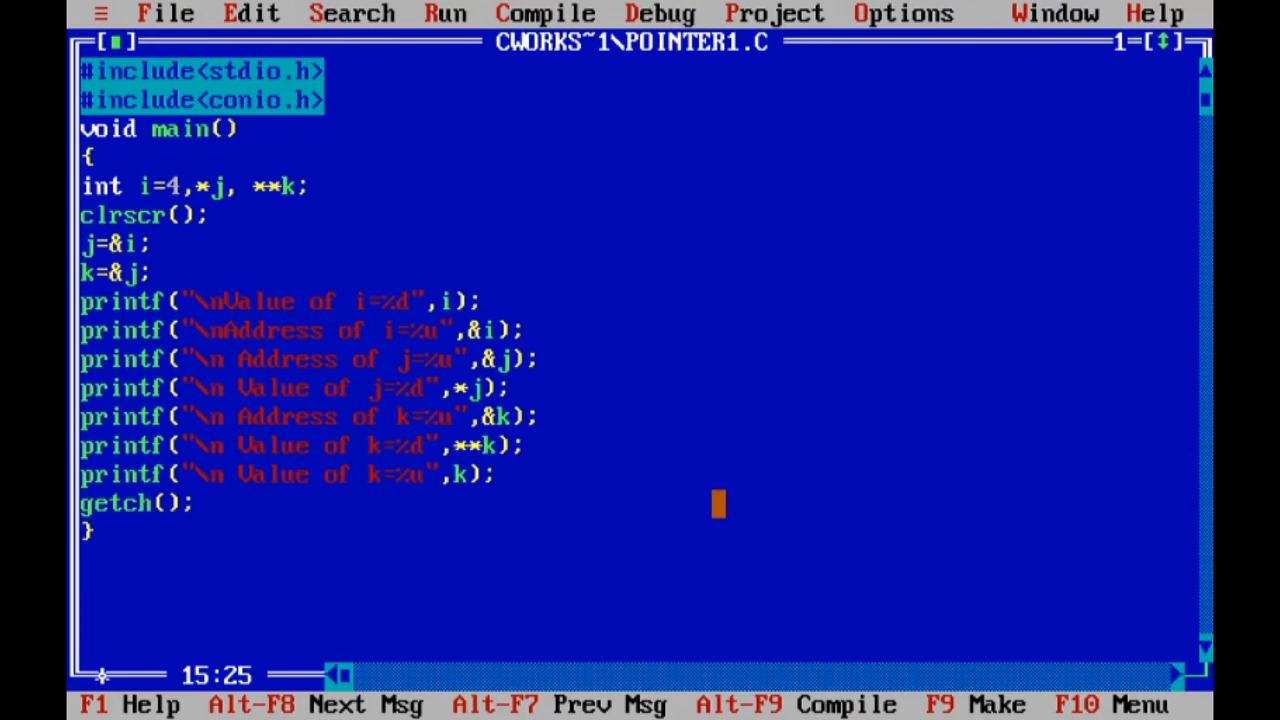 ≡ File Edit Search Run Compile Debug Project Options Window Help
[■] CWORKS~1\POINTER1.C 1=[↕]
#include<stdio.h>
#include<conio.h>
void main()
{
int i=4,*j, **k;
clrscr();
j=&i;
k=&j;
printf("\nValue of i=%d",i);
printf("\nAddress of i=%u",&i);
printf("\n Address of j=%u",&j);
printf("\n Value of j=%d",*j);
printf("\n Address of k=%u",&k);
printf("\n Value of k=%d",**k);
printf("\n Value of k=%u",k);
getch();
}
15:25
F1 Help Alt-F8 Next Msg Alt-F7 Prev Msg Alt-F9 Compile F9 Make F10 Menu